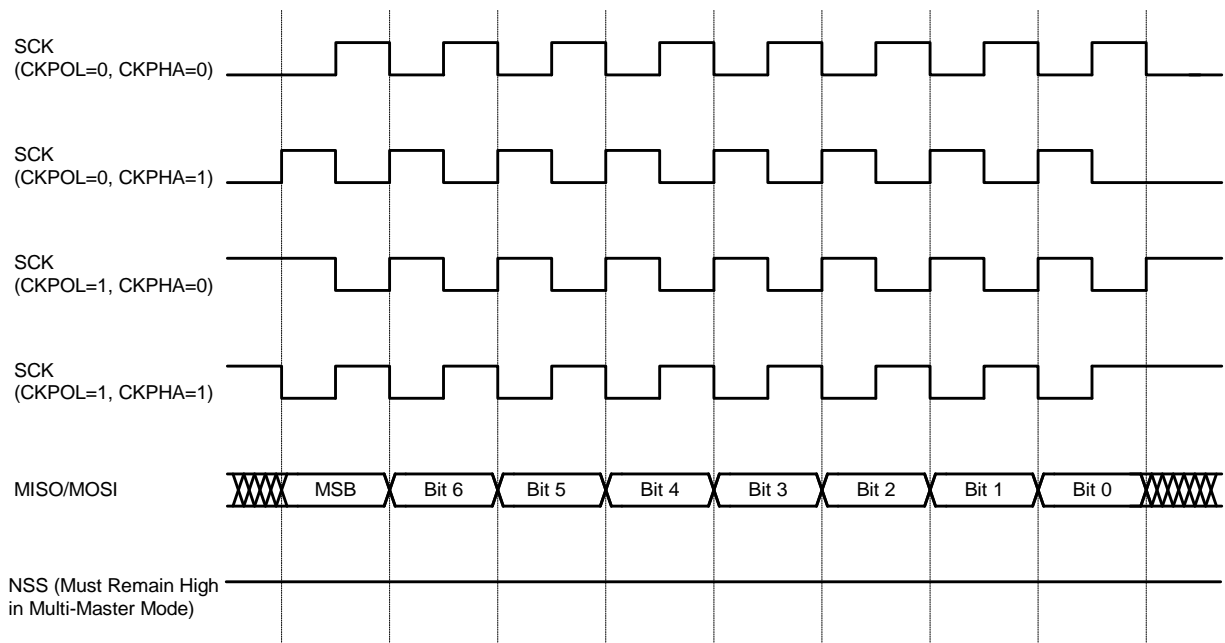 SCK
(CKPOL=0, CKPHA=0)
SCK
(CKPOL=0, CKPHA=1)
SCK
(CKPOL=1, CKPHA=0)
SCK
(CKPOL=1, CKPHA=1)
MISO/MOSI
MSB
Bit 6
Bit 5
Bit 4
Bit 3
Bit 2
Bit 1
Bit 0
NSS (Must Remain High
in Multi-Master Mode)